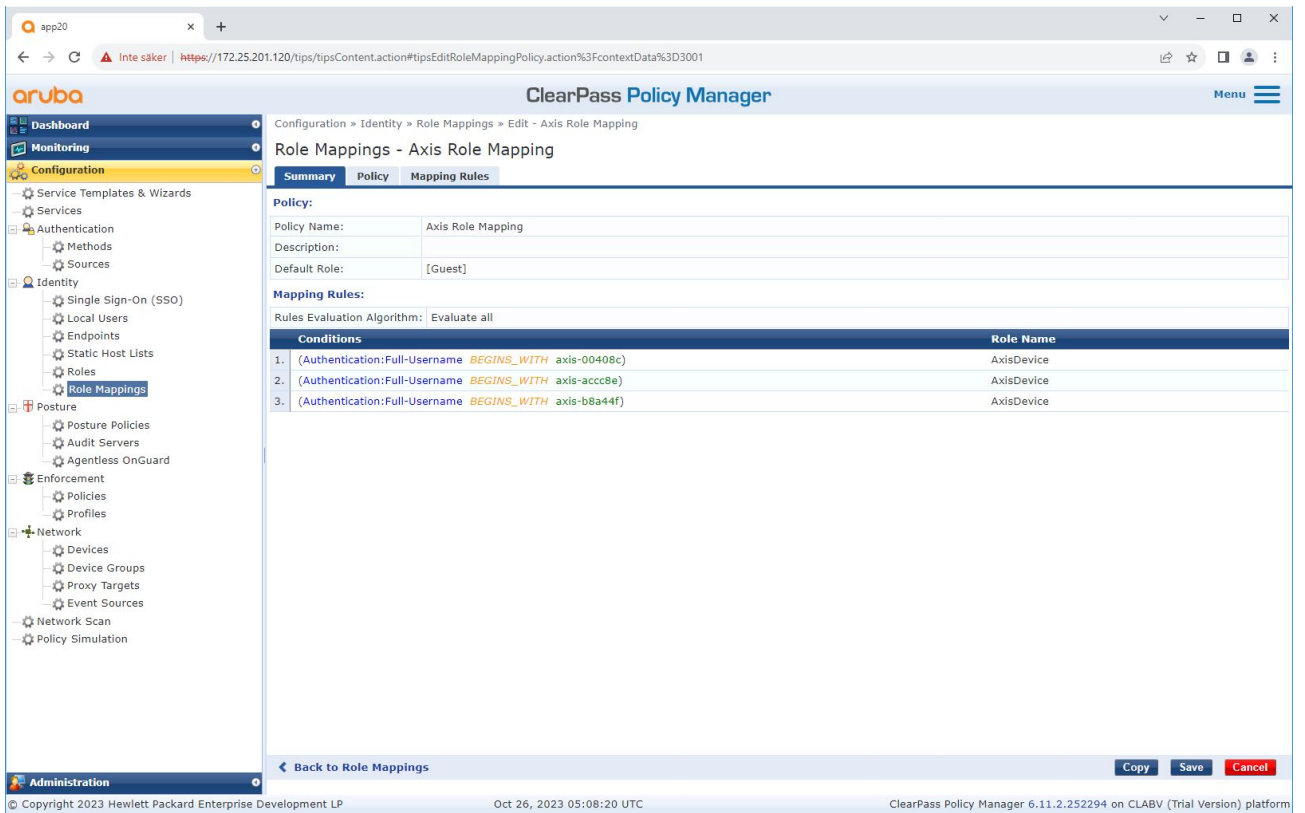 app20
Inte säker https://172.25.201.120/tips/tipsContent.action#tipsEditRoleMappingPolicy.action%3FcontextData%3D3001
aruba
ClearPass Policy Manager
Menu
Dashboard
Monitoring
Configuration
Service Templates & Wizards
Services
Authentication
Methods
Sources
Identity
Single Sign-On (SSO)
Local Users
Endpoints
Static Host Lists
Roles
Role Mappings
Posture
Posture Policies
Audit Servers
Agentless OnGuard
Enforcement
Policies
Profiles
Network
Devices
Device Groups
Proxy Targets
Event Sources
Network Scan
Policy Simulation
Administration
Configuration » Identity » Role Mappings » Edit - Axis Role Mapping
Role Mappings - Axis Role Mapping
Summary Policy Mapping Rules
Policy:
Policy Name: Axis Role Mapping
Description:
Default Role: [Guest]
Mapping Rules:
Rules Evaluation Algorithm: Evaluate all
Conditions Role Name
1. (Authentication:Full-Username BEGINS_WITH axis-00408c) AxisDevice
2. (Authentication:Full-Username BEGINS_WITH axis-accc8e) AxisDevice
3. (Authentication:Full-Username BEGINS_WITH axis-b8a44f) AxisDevice
Back to Role Mappings
Copy Save Cancel
© Copyright 2023 Hewlett Packard Enterprise Development LP Oct 26, 2023 05:08:20 UTC ClearPass Policy Manager 6.11.2.252294 on CLABV (Trial Version) platform